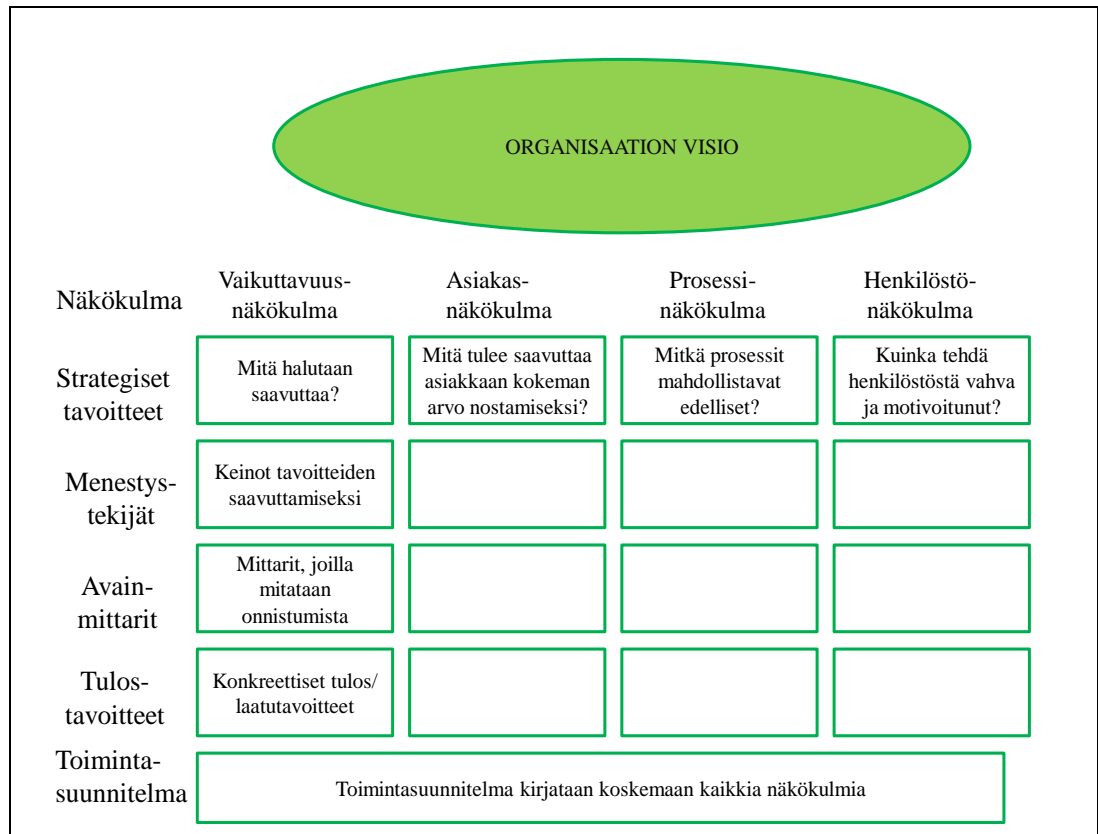 ORGANISAATION VISIO
Näkökulma
Vaikuttavuus-
näkökulma
Asiakas-
näkökulma
Prosessi-
näkökulma
Henkilöstö-
näkökulma
Strategiset
tavoitteet
Mitä halutaan
saavuttaa?
Mitä tulee saavuttaa
asiakkaan kokeman
arvo nostamiseksi?
Mitkä prosessit
mahdollistavat
edelliset?
Kuinka tehdä
henkilöstöstä vahva
ja motivoitunut?
Menestys-
tekijät
Keinot tavoitteiden
saavuttamiseksi
Avain-
mittarit
Mittarit, joilla
mitataan
onnistumista
Tulos-
tavoitteet
Konkreettiset tulos/
laatutavoitteet
Toiminta-
suunnitelma
Toimintasuunnitelma kirjataan koskemaan kaikkia näkökulmia